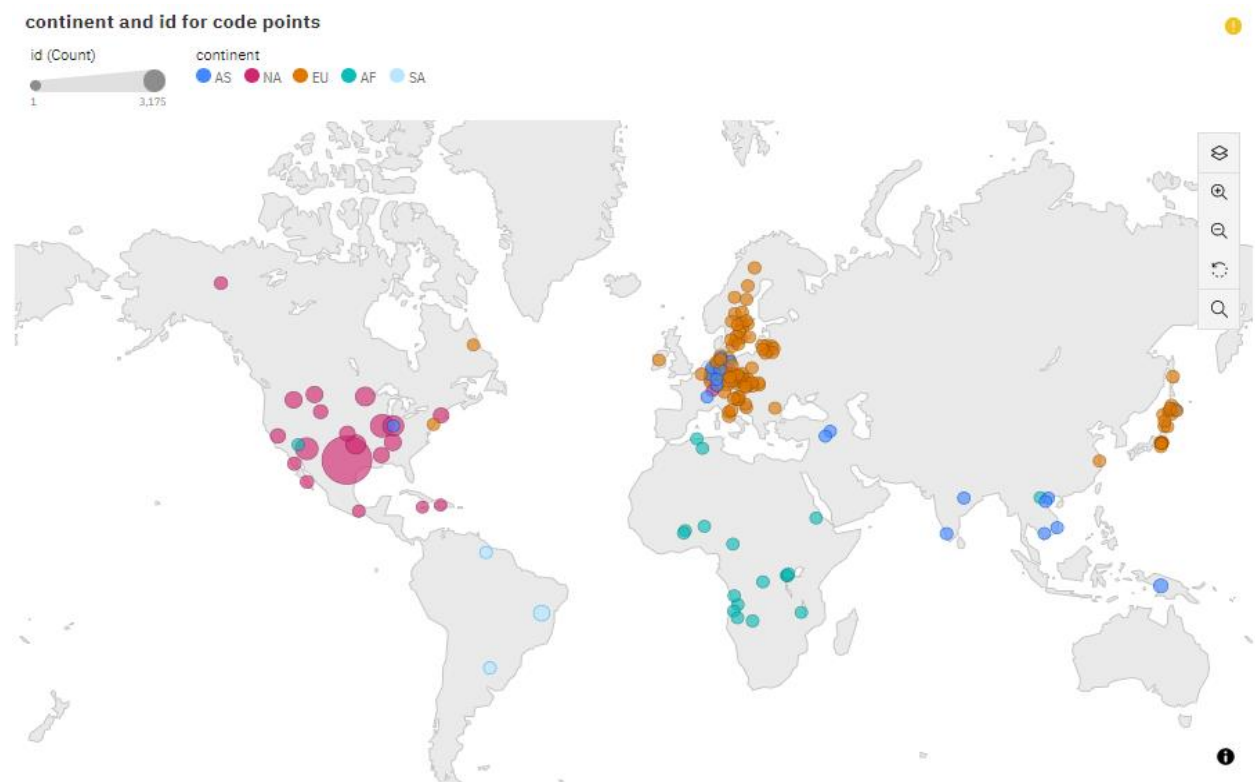 continent and id for code points
id (Count)
continent
1
3,175
AS
NA
EU
AF
SA